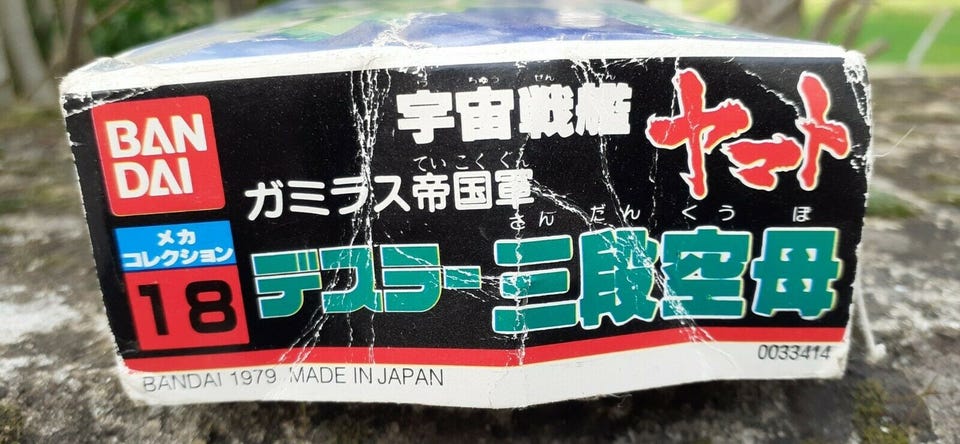 BAN
DAI
メカ
コレクション
18
うちゅう せん かん
宇宙戦艦
ヤマト
ていこくぐん
ガミラス帝国軍
さんだんくうぼ
デスラー三段空母
0033414
BANDAI 1979 MADE IN JAPAN